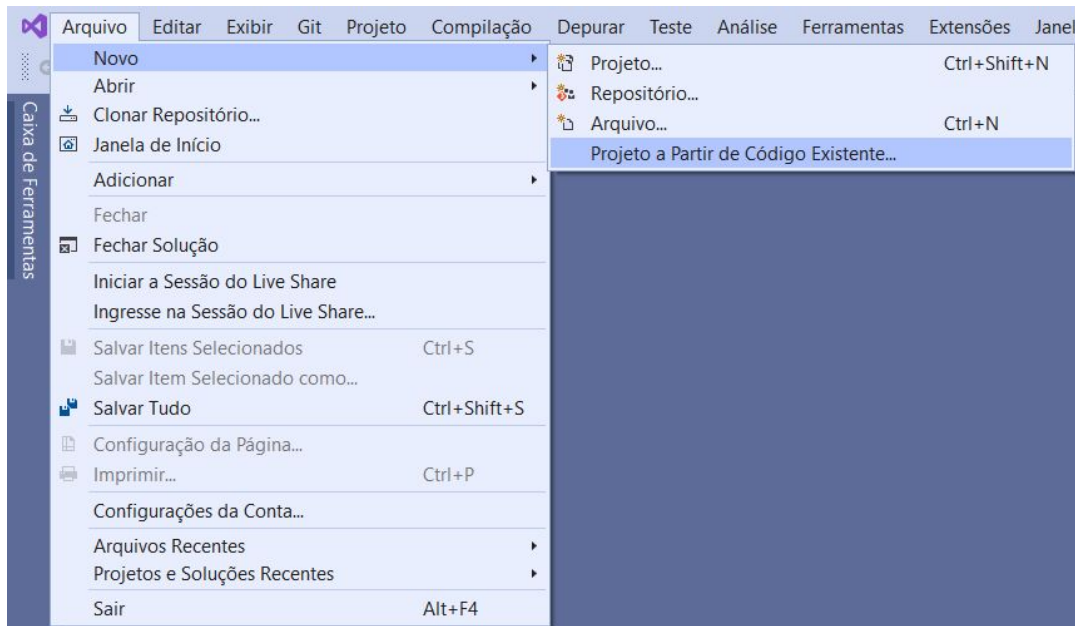 Arquivo Editar Exibir Git Projeto Compilação Depurar Teste Análise Ferramentas Extensões Janel
Novo
Abrir
Clonar Repositório...
Janela de Início
Adicionar
Fechar
Fechar Solução
Iniciar a Sessão do Live Share
Ingresse na Sessão do Live Share...
Salvar Itens Selecionados Ctrl+S
Salvar Item Selecionado como...
Salvar Tudo Ctrl+Shift+S
Configuração da Página...
Imprimir... Ctrl+P
Configurações da Conta...
Arquivos Recentes
Projetos e Soluções Recentes
Sair Alt+F4
Projeto... Ctrl+Shift+N
Repositório...
Arquivo... Ctrl+N
Projeto a Partir de Código Existente...
Caixa de Ferramentas